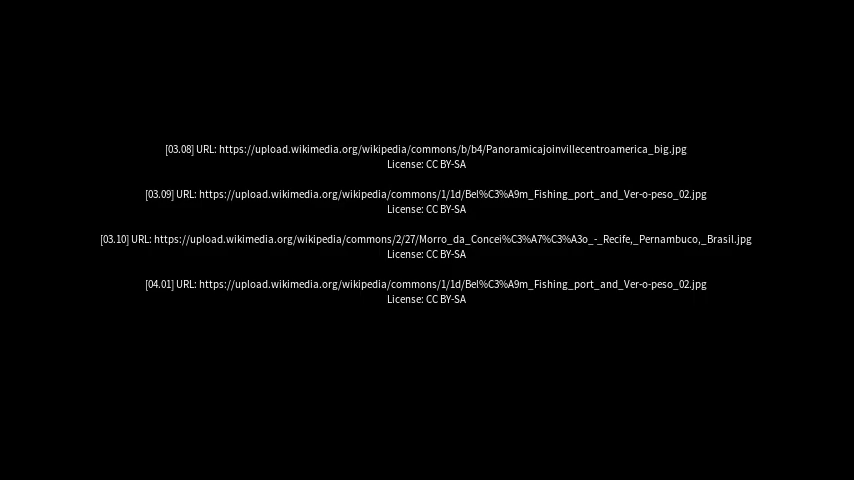 [03.08] URL: https://upload.wikimedia.org/wikipedia/commons/b/b4/Panoramicajoinvillecentroamerica_big.jpg
License: CC BY-SA
[03.09] URL: https://upload.wikimedia.org/wikipedia/commons/1/1d/Bel%C3%A9m_Fishing_port_and_Ver-o-peso_02.jpg
License: CC BY-SA
[03.10] URL: https://upload.wikimedia.org/wikipedia/commons/2/27/Morro_da_Concei%C3%A7%C3%A3o_-_Recife,_Pernambuco,_Brasil.jpg
License: CC BY-SA
[04.01] URL: https://upload.wikimedia.org/wikipedia/commons/1/1d/Bel%C3%A9m_Fishing_port_and_Ver-o-peso_02.jpg
License: CC BY-SA